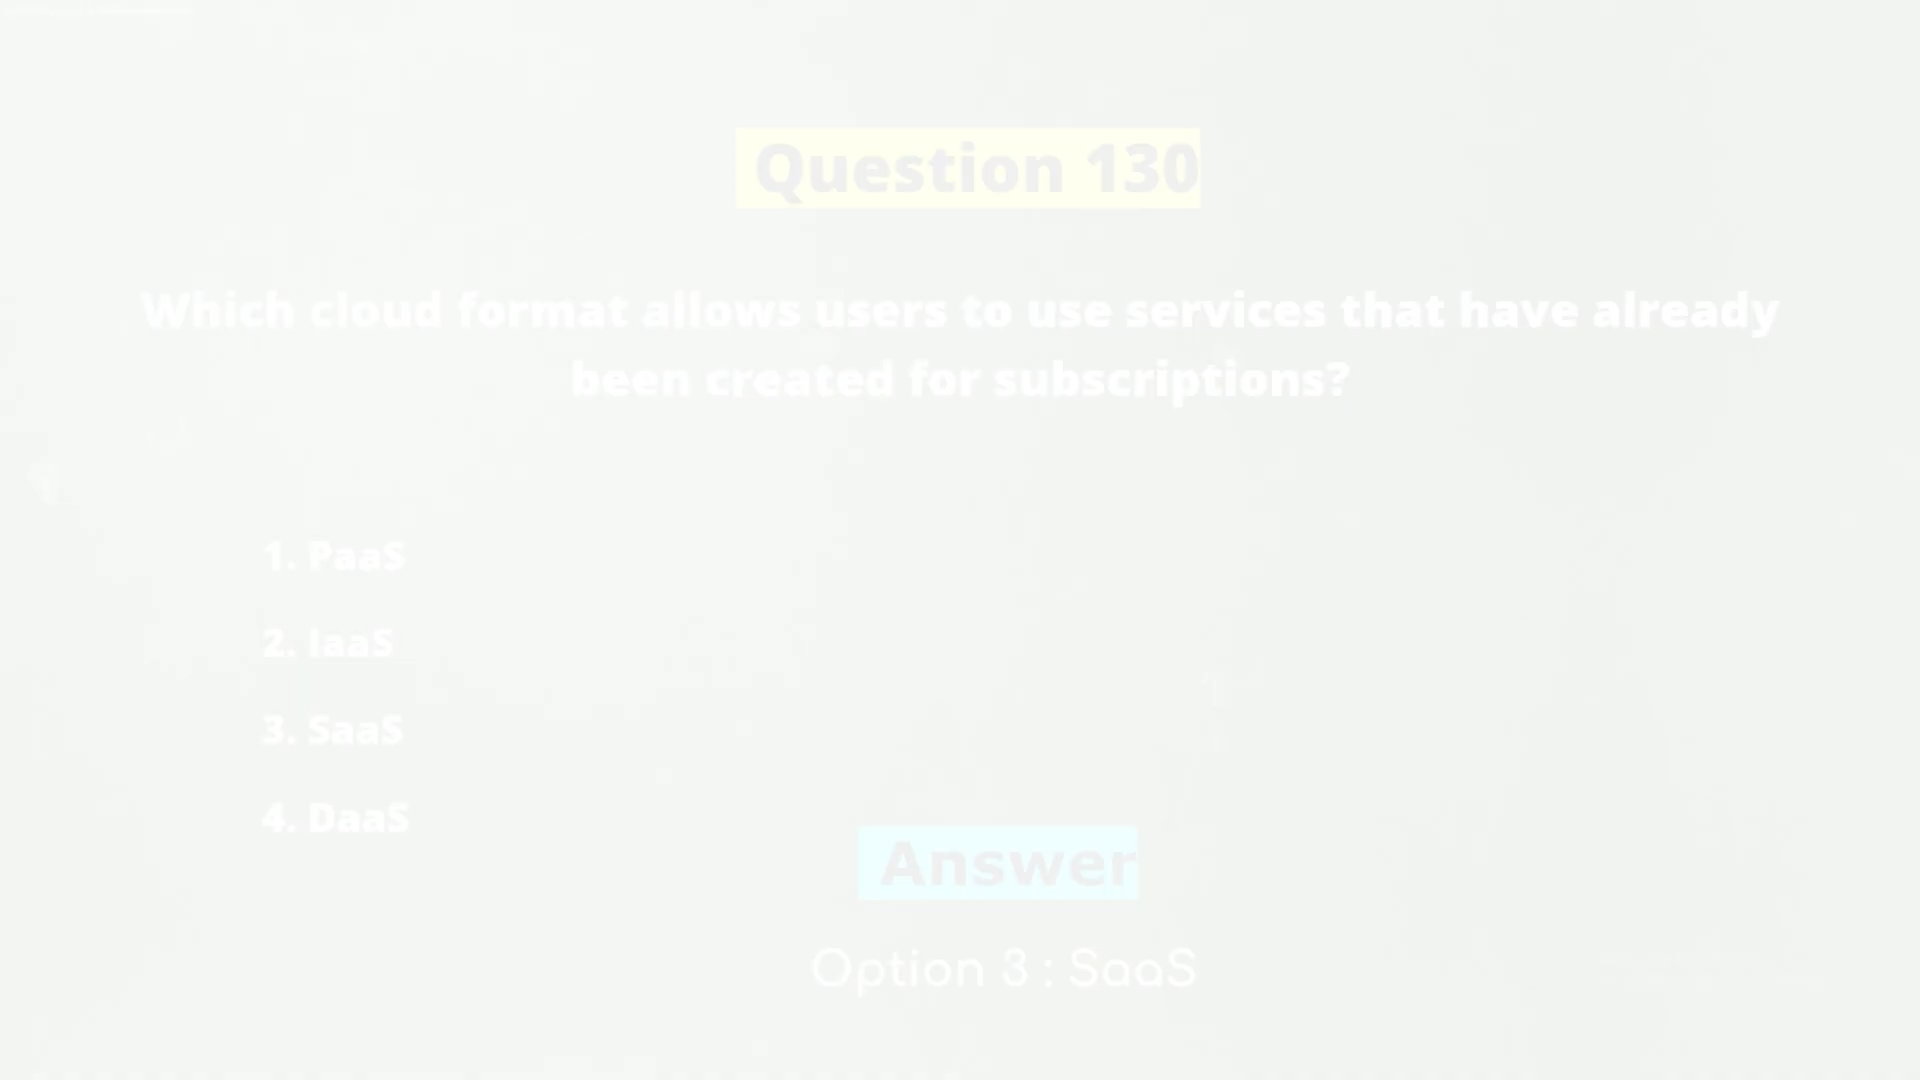 Question 130
Which cloud format allows users to use services that have already
been created for subscriptions?
1. PaaS
2. IaaS
3. SaaS
4. DaaS
Answer
Option 3 : SaaS